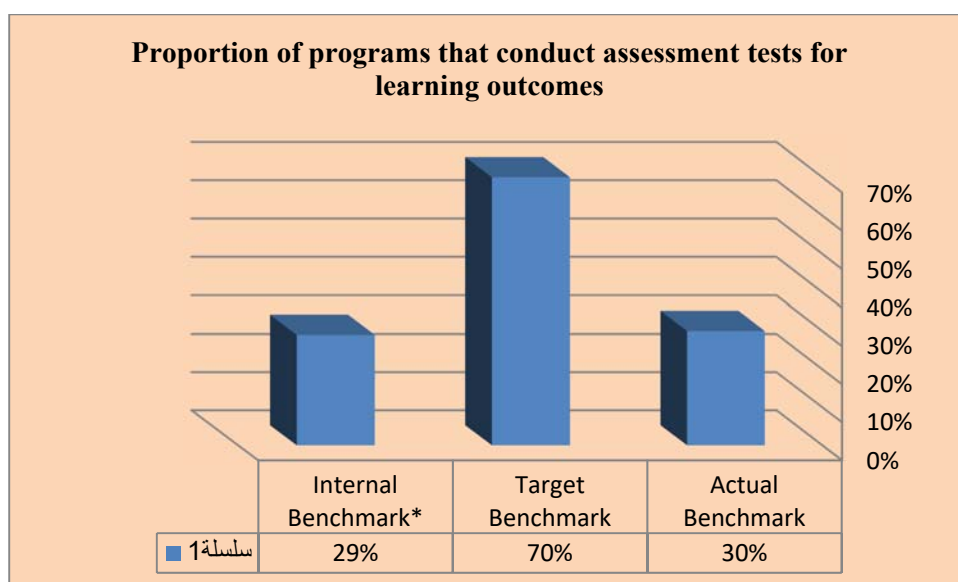 Proportion of programs that conduct assessment tests for
learning outcomes
70%
60%
50%
40%
30%
20%
10%
0%
Internal Benchmark*
Target Benchmark
Actual Benchmark
سلسلة1
29%
70%
30%